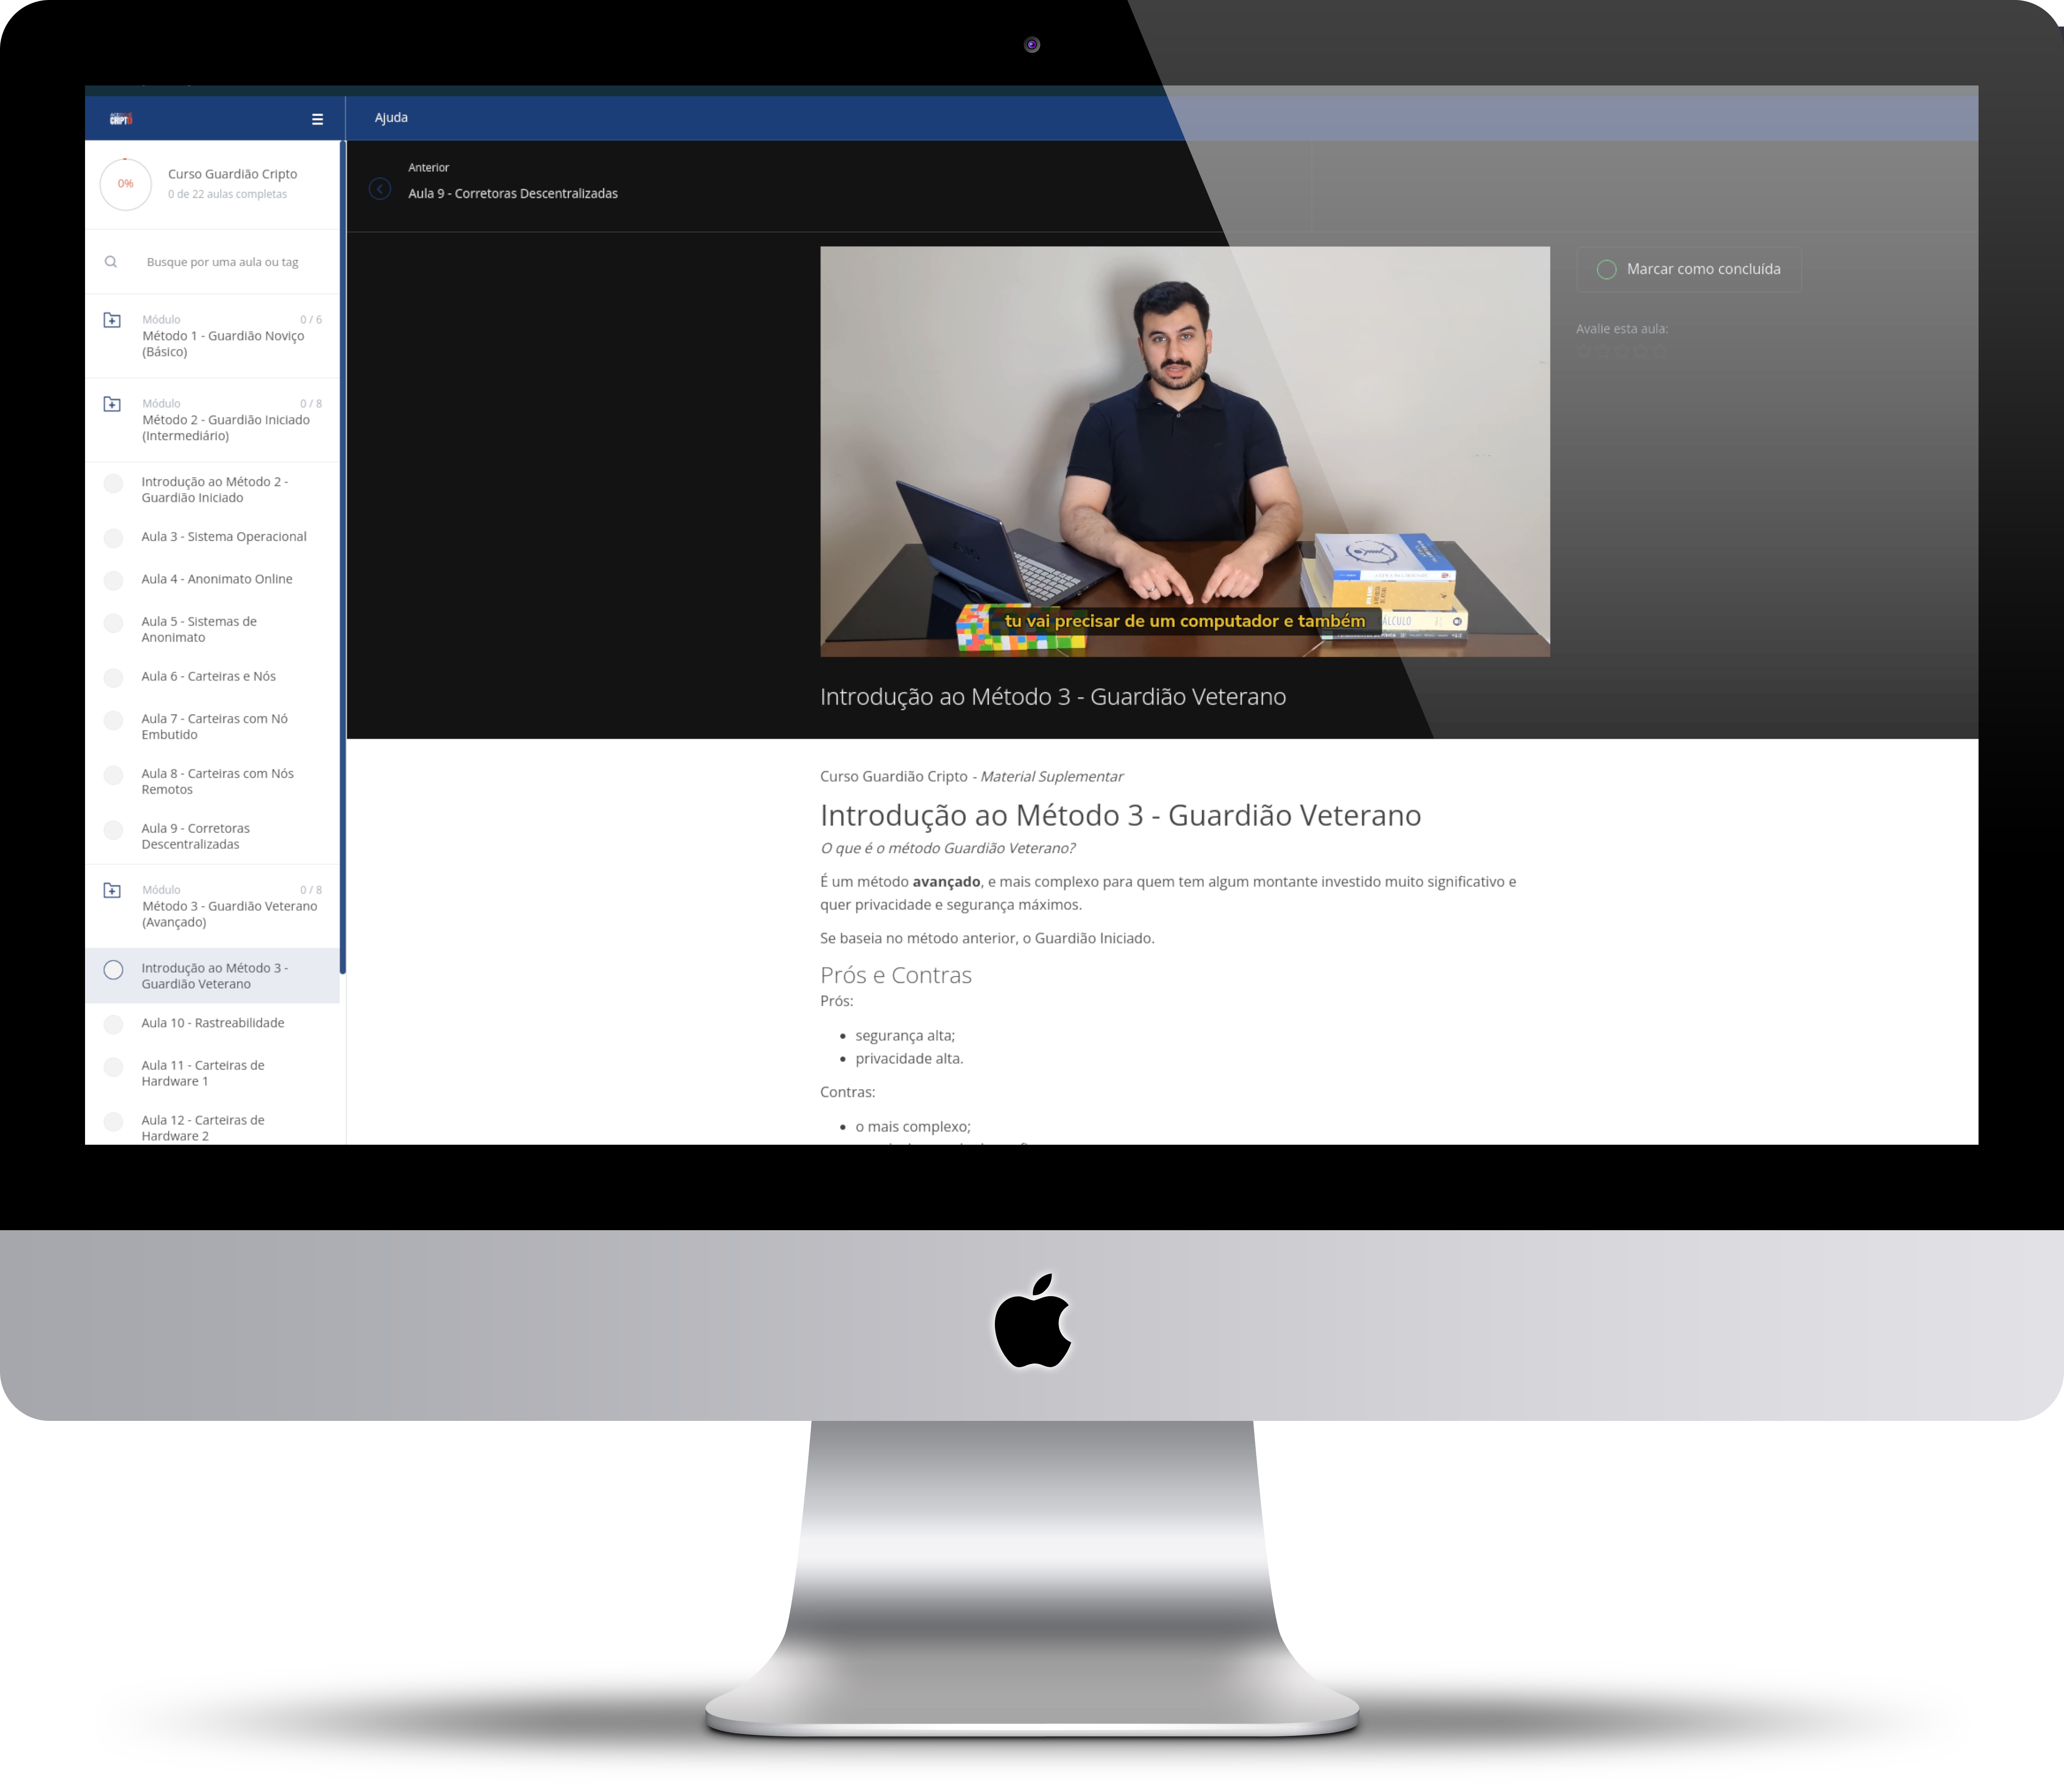 CRIPTO
Ajuda
0%
Curso Guardião Cripto
0 de 22 aulas completas
Busque por uma aula ou tag
Módulo 0 / 6
Método 1 - Guardião Noviço
(Básico)
Módulo 0 / 8
Método 2 - Guardião Iniciado
(Intermediário)
Introdução ao Método 2 -
Guardião Iniciado
Aula 3 - Sistema Operacional
Aula 4 - Anonimato Online
Aula 5 - Sistemas de
Anonimato
Aula 6 - Carteiras e Nós
Aula 7 - Carteiras com Nó
Embutido
Aula 8 - Carteiras com Nós
Remotos
Aula 9 - Corretoras
Descentralizadas
Módulo 0 / 8
Método 3 - Guardião Veterano
(Avançado)
Introdução ao Método 3 -
Guardião Veterano
Aula 10 - Rastreabilidade
Aula 11 - Carteiras de
Hardware 1
Aula 12 - Carteiras de
Hardware 2
Anterior
Aula 9 - Corretoras Descentralizadas
Marcar como concluída
Avalie esta aula:
CALCULO
tu vai precisar de um computador e também
Introdução ao Método 3 - Guardião Veterano
Curso Guardião Cripto - Material Suplementar
Introdução ao Método 3 - Guardião Veterano
O que é o método Guardião Veterano?
É um método avançado, e mais complexo para quem tem algum montante investido muito significativo e
quer privacidade e segurança máximos.
Se baseia no método anterior, o Guardião Iniciado.
Prós e Contras
Prós:
• segurança alta;
• privacidade alta.
Contras:
• o mais complexo;